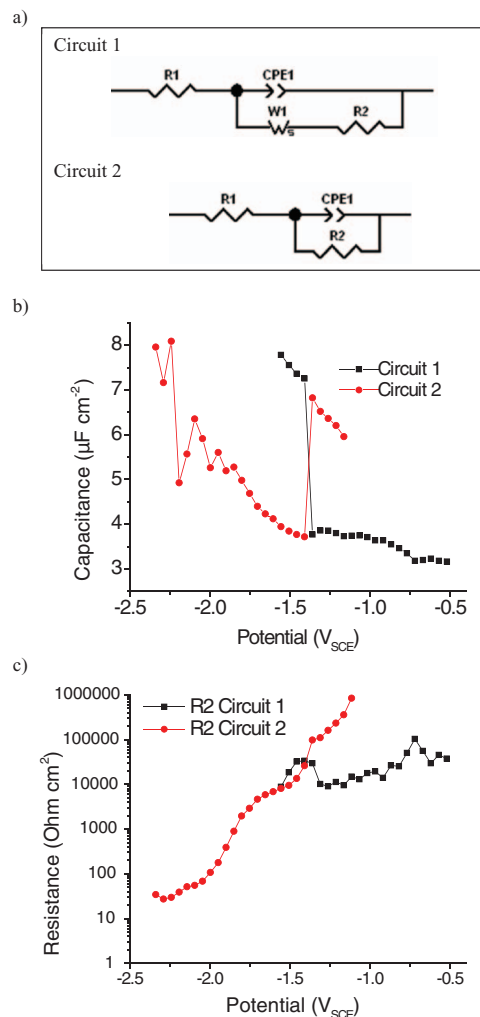 a)
Circuit 1
R1 CPE1
W1 R2
s
Circuit 2
R1 CPE1
R2
b)
8
7
6
5
4
3
Capacitance (µF cm⁻²)
Circuit 1
Circuit 2
-2.5 -2.0 -1.5 -1.0 -0.5
Potential (V_SCE)
c)
1000000
100000
10000
1000
100
10
1
Resistance (Ohm cm²)
R2 Circuit 1
R2 Circuit 2
-2.5 -2.0 -1.5 -1.0 -0.5
Potential (V_SCE)